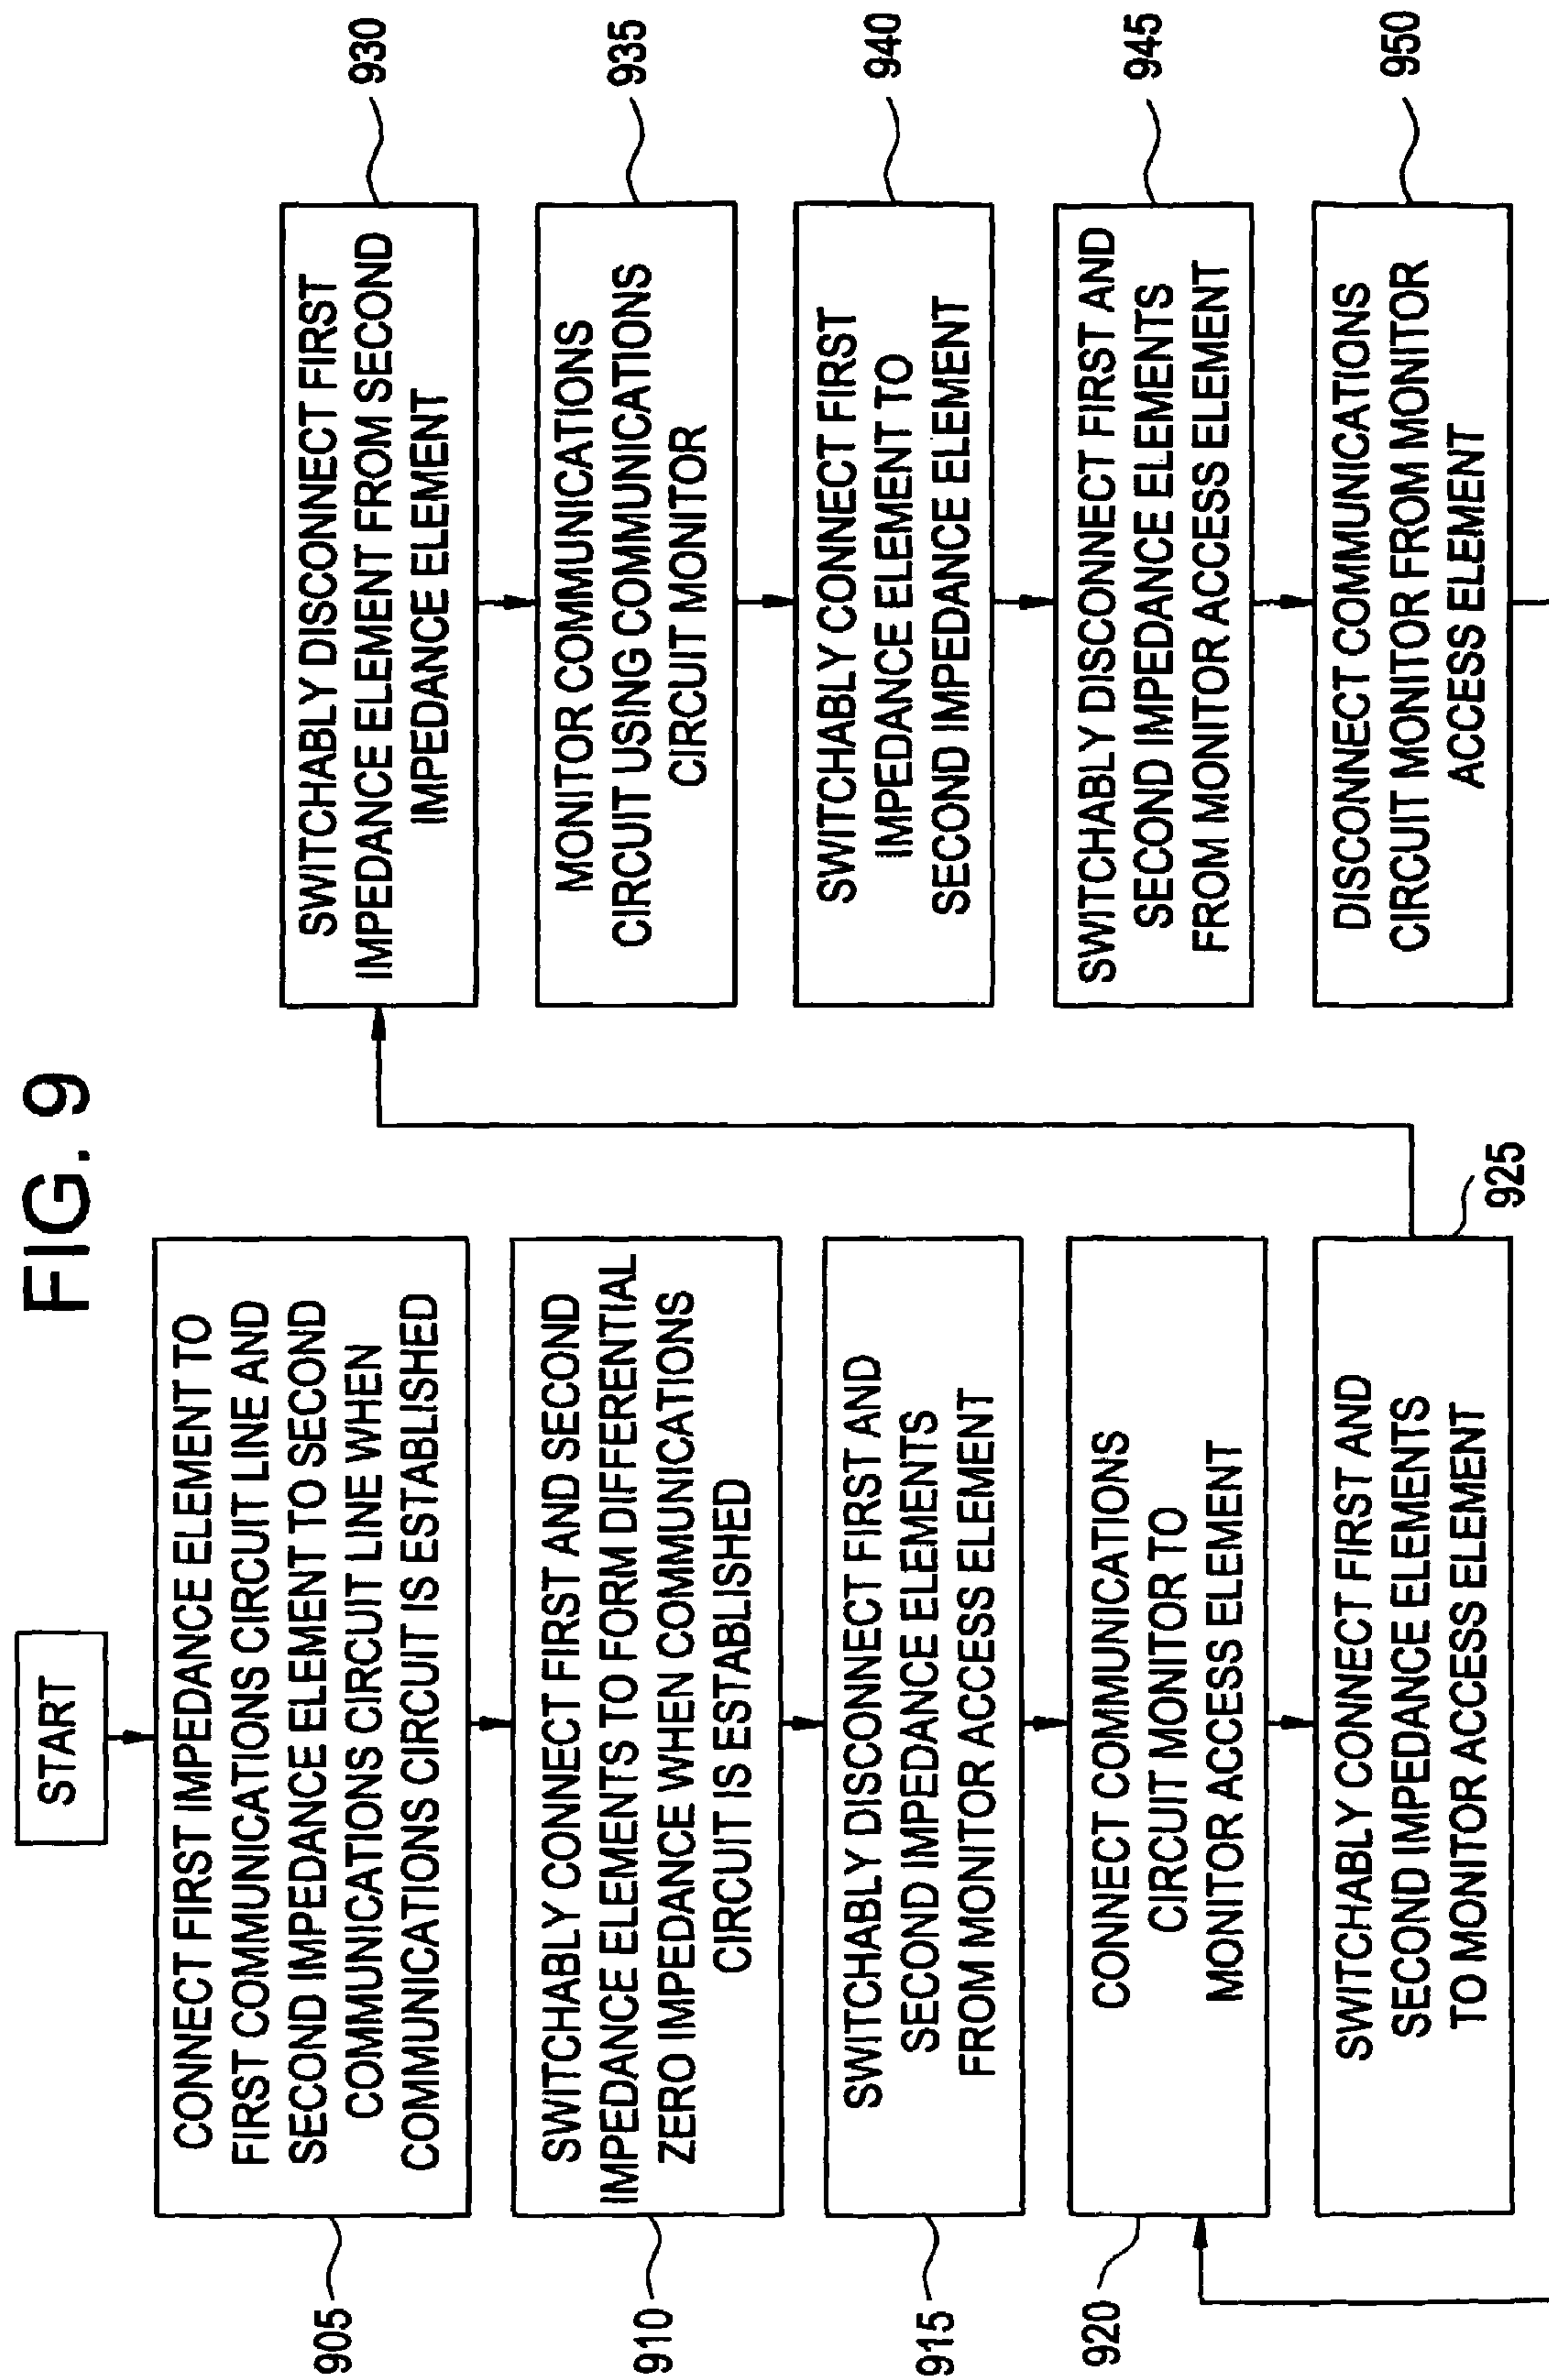 FIG. 9
START
CONNECT FIRST IMPEDANCE ELEMENT TO
FIRST COMMUNICATIONS CIRCUIT LINE AND
SECOND IMPEDANCE ELEMENT TO SECOND
COMMUNICATIONS CIRCUIT LINE WHEN
COMMUNICATIONS CIRCUIT IS ESTABLISHED
905
SWITCHABLY CONNECT FIRST AND SECOND
IMPEDANCE ELEMENTS TO FORM DIFFERENTIAL
ZERO IMPEDANCE WHEN COMMUNICATIONS
CIRCUIT IS ESTABLISHED
910
SWITCHABLY DISCONNECT FIRST AND
SECOND IMPEDANCE ELEMENTS
FROM MONITOR ACCESS ELEMENT
915
CONNECT COMMUNICATIONS
CIRCUIT MONITOR TO
MONITOR ACCESS ELEMENT
920
SWITCHABLY CONNECT FIRST AND
SECOND IMPEDANCE ELEMENTS
TO MONITOR ACCESS ELEMENT
925
SWITCHABLY DISCONNECT FIRST
IMPEDANCE ELEMENT FROM SECOND
IMPEDANCE ELEMENT
930
MONITOR COMMUNICATIONS
CIRCUIT USING COMMUNICATIONS
CIRCUIT MONITOR
935
SWITCHABLY CONNECT FIRST
IMPEDANCE ELEMENT TO
SECOND IMPEDANCE ELEMENT
940
SWITCHABLY DISCONNECT FIRST AND
SECOND IMPEDANCE ELEMENTS
FROM MONITOR ACCESS ELEMENT
945
DISCONNECT COMMUNICATIONS
CIRCUIT MONITOR FROM MONITOR
ACCESS ELEMENT
950